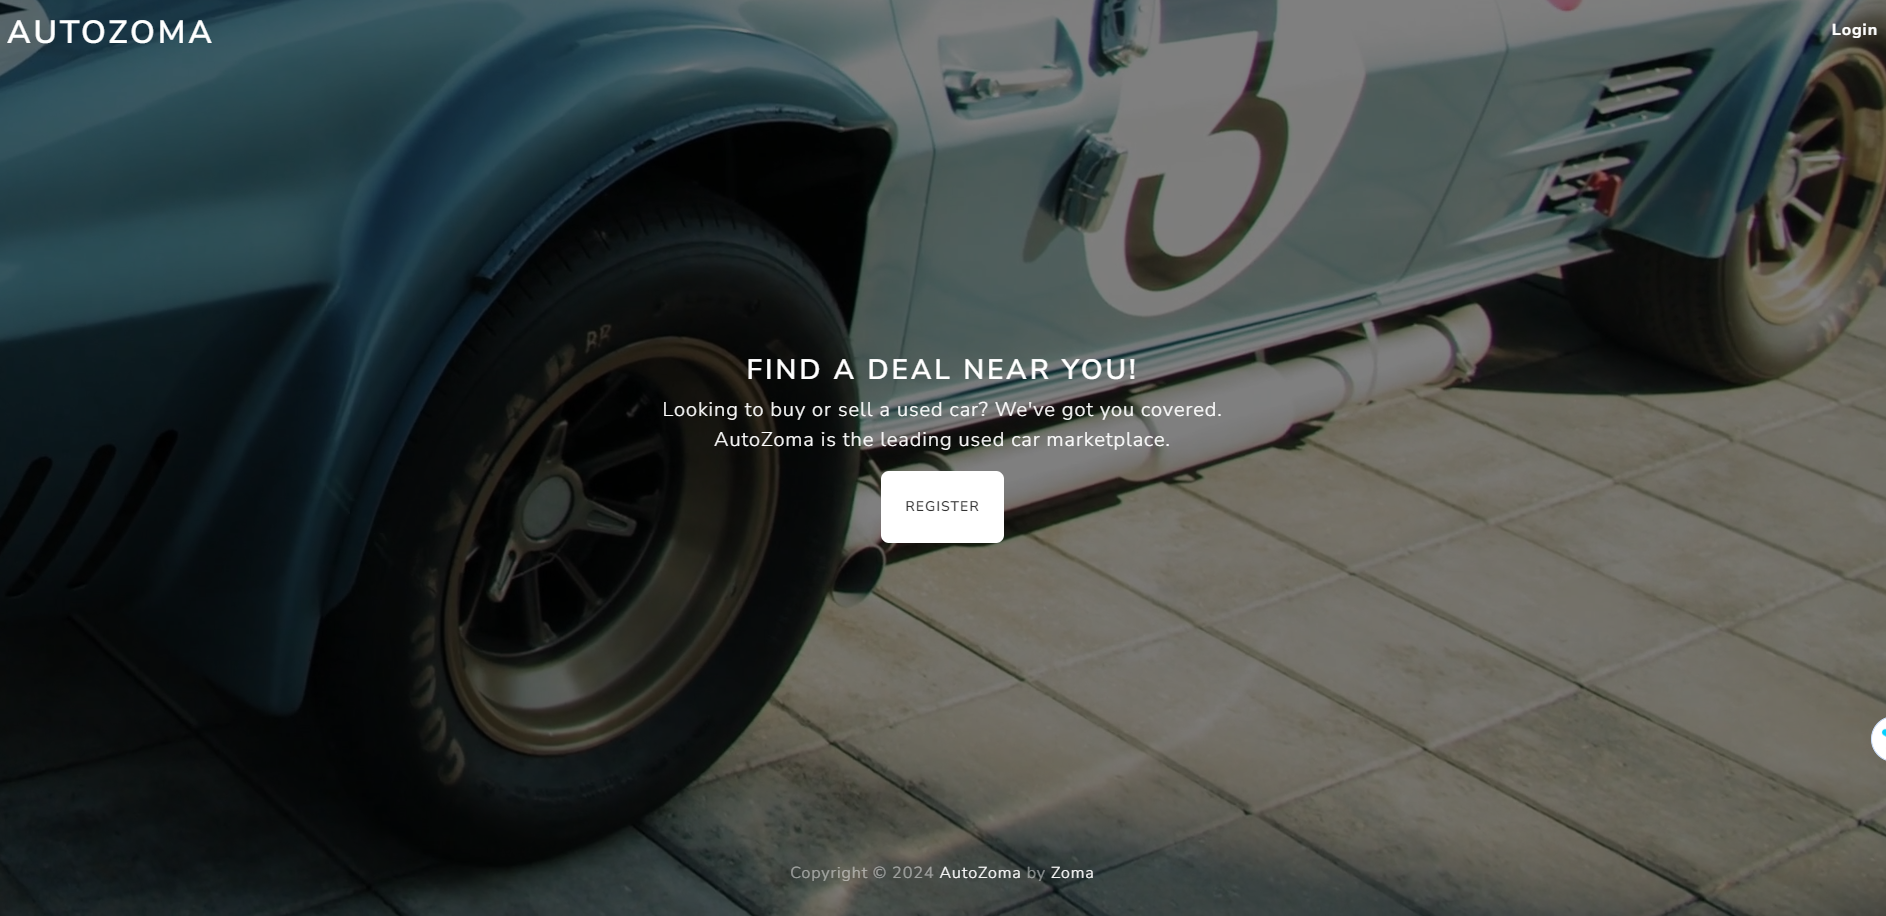 AUTOZOMA
Login
3
FIND A DEAL NEAR YOU!
Looking to buy or sell a used car? We've got you covered.
AutoZoma is the leading used car marketplace.
REGISTER
Copyright © 2024 AutoZoma by Zoma